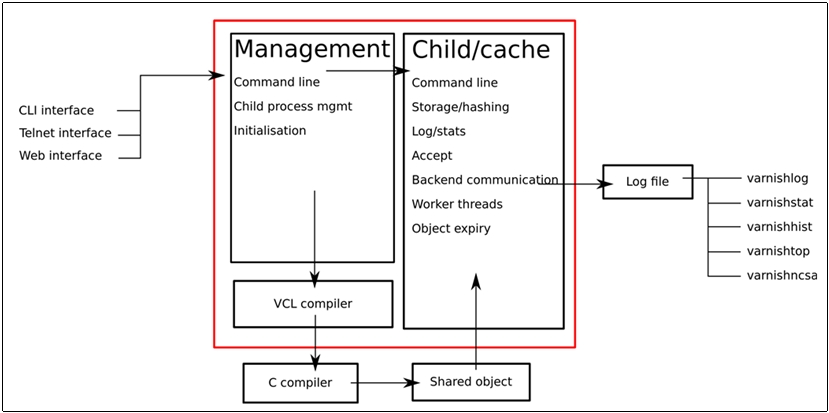 Management
Command line
Child process mgmt
Initialisation
Child/cache
Command line
Storage/hashing
Log/stats
Accept
Backend communication
Worker threads
Object expiry
CLI interface
Telnet interface
Web interface
Log file
varnishlog
varnishstat
varnishhist
varnishtop
varnishncsa
VCL compiler
C compiler
Shared object